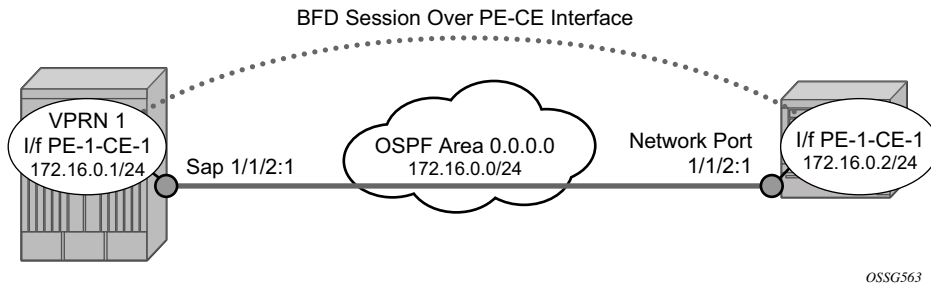 BFD Session Over PE-CE Interface
VPRN 1
I/f PE-1-CE-1
172.16.0.1/24
Sap 1/1/2:1
OSPF Area 0.0.0.0
172.16.0.0/24
Network Port
1/1/2:1
I/f PE-1-CE-1
172.16.0.2/24
OSSG563